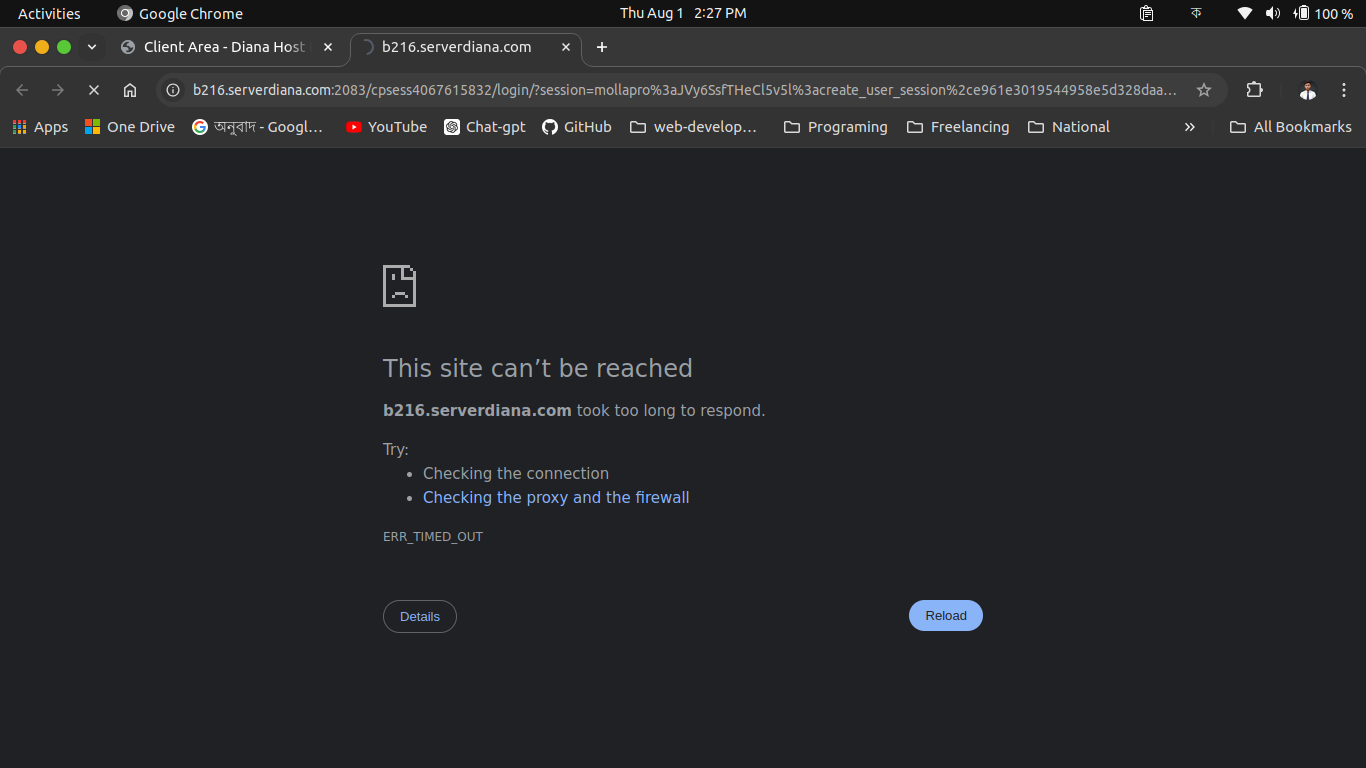 Activities Google Chrome Thu Aug 1 2:27 PM ক 100 %
Client Area - Diana Host b216.serverdiana.com
b216.serverdiana.com:2083/cpsess4067615832/login/?session=mollapro%3aJVy6SsfTHeCl5v5l%3acreate_user_session%2ce961e3019544958e5d328daa…
Apps One Drive অনুবাদ - Googl… YouTube Chat-gpt GitHub web-develop… Programing Freelancing National » All Bookmarks
This site can’t be reached
b216.serverdiana.com took too long to respond.
Try:
• Checking the connection
• Checking the proxy and the firewall
ERR_TIMED_OUT
Details Reload